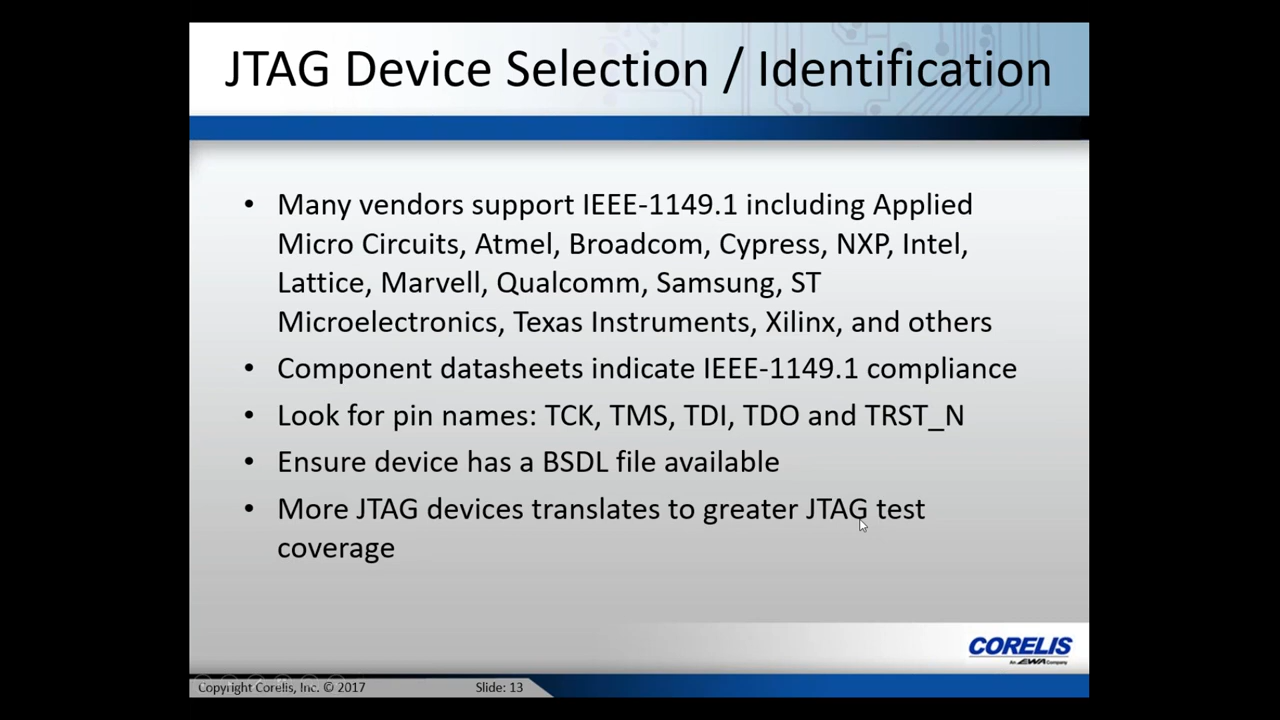 JTAG Device Selection / Identification
• Many vendors support IEEE-1149.1 including Applied
Micro Circuits, Atmel, Broadcom, Cypress, NXP, Intel,
Lattice, Marvell, Qualcomm, Samsung, ST
Microelectronics, Texas Instruments, Xilinx, and others
• Component datasheets indicate IEEE-1149.1 compliance
• Look for pin names: TCK, TMS, TDI, TDO and TRST_N
• Ensure device has a BSDL file available
• More JTAG devices translates to greater JTAG test
coverage
CORELIS
An EWA Company
Copyright Corelis, Inc. © 2017
Slide: 13